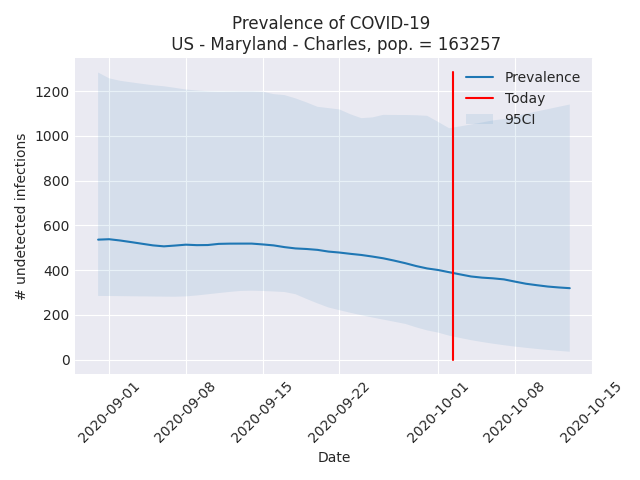 Prevalence of COVID-19
US - Maryland - Charles, pop. = 163257
Prevalence
Today
95CI
1200
1000
800
600
400
200
0
# undetected infections
2020-09-01
2020-09-08
2020-09-15
2020-09-22
2020-10-01
2020-10-08
2020-10-15
Date